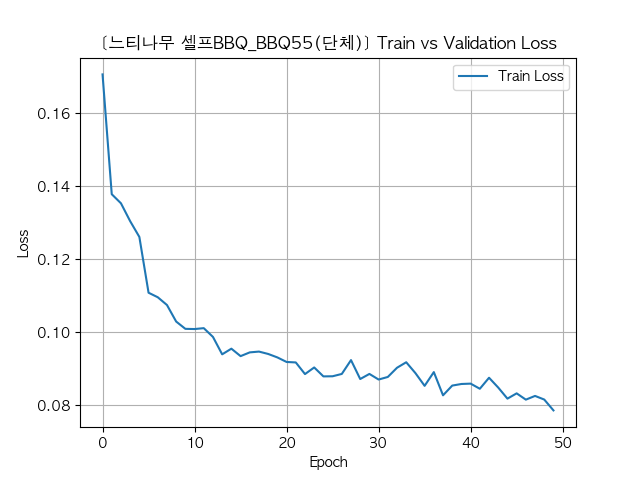 [느티나무 셀프BBQ_BBQ55(단체)] Train vs Validation Loss
Train Loss
Loss
0.16
0.14
0.12
0.10
0.08
0 10 20 30 40 50
Epoch